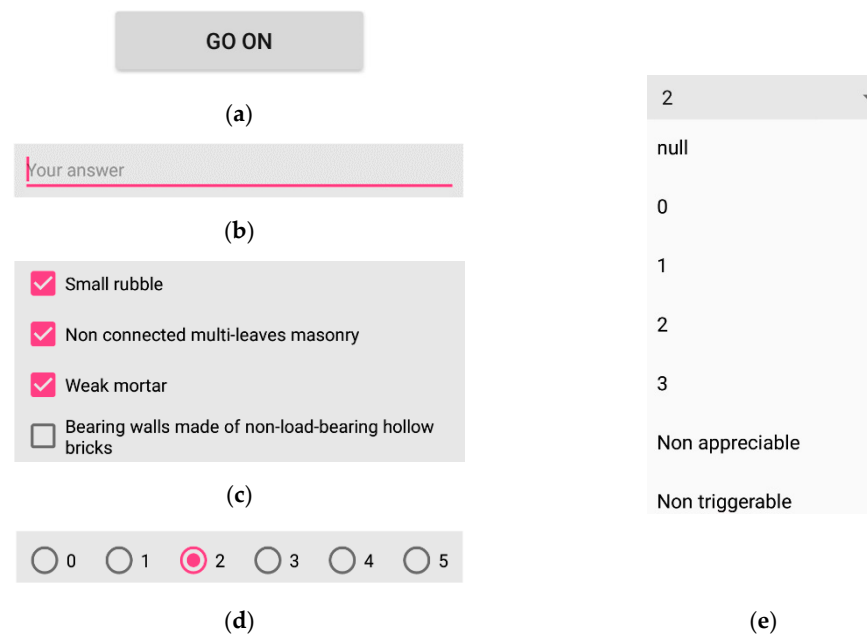 GO ON
(a)
Your answer
(b)
Small rubble
Non connected multi-leaves masonry
Weak mortar
Bearing walls made of non-load-bearing hollow
bricks
(c)
0 1 2 3 4 5
(d)
2
null
0
1
2
3
Non appreciable
Non triggerable
(e)